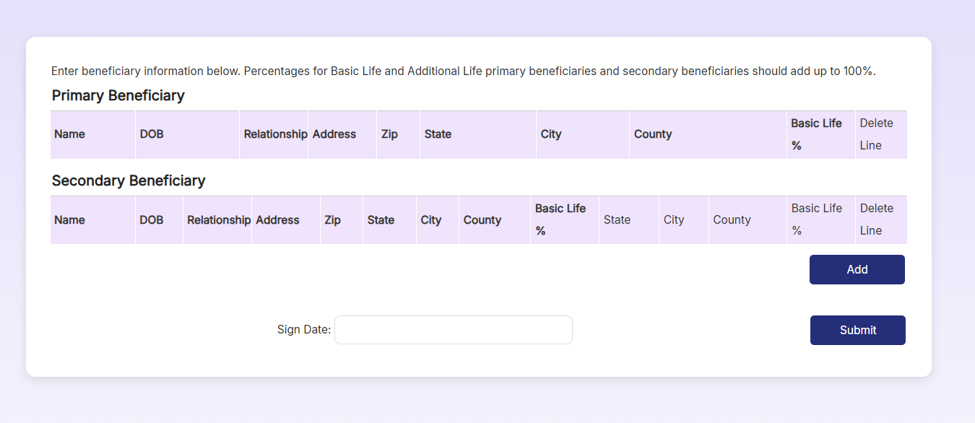 Enter beneficiary information below. Percentages for Basic Life and Additional Life primary beneficiaries and secondary beneficiaries should add up to 100%.
Primary Beneficiary
Name DOB Relationship Address Zip State City County Basic Life % Delete Line
Secondary Beneficiary
Name DOB Relationship Address Zip State City County Basic Life % State City County Basic Life % Delete Line
Add
Sign Date: Submit